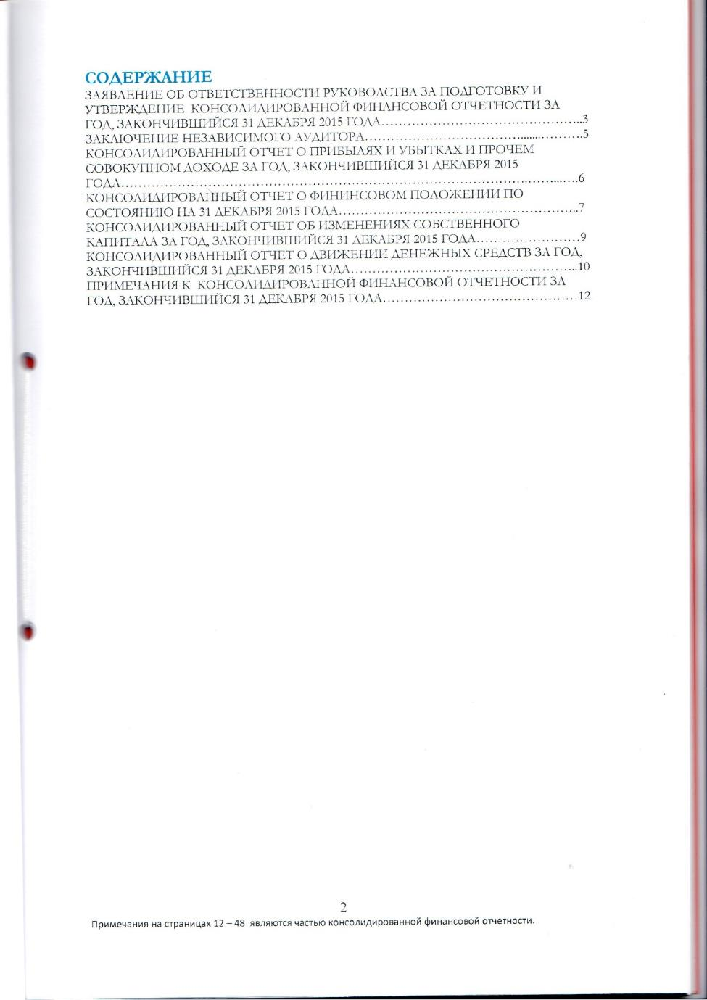 СОДЕРЖАНИЕ
ЗАЯВЛЕНИЕ ОБ ОТВЕТСТВЕННОСТИ РУКОВОДСТВА ЗА ПОДГОТОВКУ И
УТВЕРЖДЕНИЕ КОНСОЛИДИРОВАННОЙ ФИНАНСОВОЙ ОТЧЕТНОСТИ ЗА
ГОД, ЗАКОНЧИВШИЙСЯ 31 ДЕКАБРЯ 2015 ГОДА...............................................3
ЗАКЛЮЧЕНИЕ НЕЗАВИСИМОГО АУДИТОРА....................................................5
КОНСОЛИДИРОВАННЫЙ ОТЧЕТ О ПРИБЫЛЯХ И УБЫТКАХ И ПРОЧЕМ
СОВОКУПНОМ ДОХОДЕ ЗА ГОД, ЗАКОНЧИВШИЙСЯ 31 ДЕКАБРЯ 2015
ГОДА.........................................................................................................6
КОНСОЛИДИРОВАННЫЙ ОТЧЕТ О ФИНИНСОВОМ ПОЛОЖЕНИИ ПО
СОСТОЯНИЮ НА 31 ДЕКАБРЯ 2015 ГОДА........................................................7
КОНСОЛИДИРОВАННЫЙ ОТЧЕТ ОБ ИЗМЕНЕНИЯХ СОБСТВЕННОГО
КАПИТАЛА ЗА ГОД, ЗАКОНЧИВШИЙСЯ 31 ДЕКАБРЯ 2015 ГОДА........................9
КОНСОЛИДИРОВАННЫЙ ОТЧЕТ О ДВИЖЕНИИ ДЕНЕЖНЫХ СРЕДСТВ ЗА ГОД,
ЗАКОНЧИВШИЙСЯ 31 ДЕКАБРЯ 2015 ГОДА.....................................................10
ПРИМЕЧАНИЯ К КОНСОЛИДИРОВАННОЙ ФИНАНСОВОЙ ОТЧЕТНОСТИ ЗА
ГОД, ЗАКОНЧИВШИЙСЯ 31 ДЕКАБРЯ 2015 ГОДА.............................................12
2
Примечания на страницах 12 – 48 являются частью консолидированной финансовой отчетности.